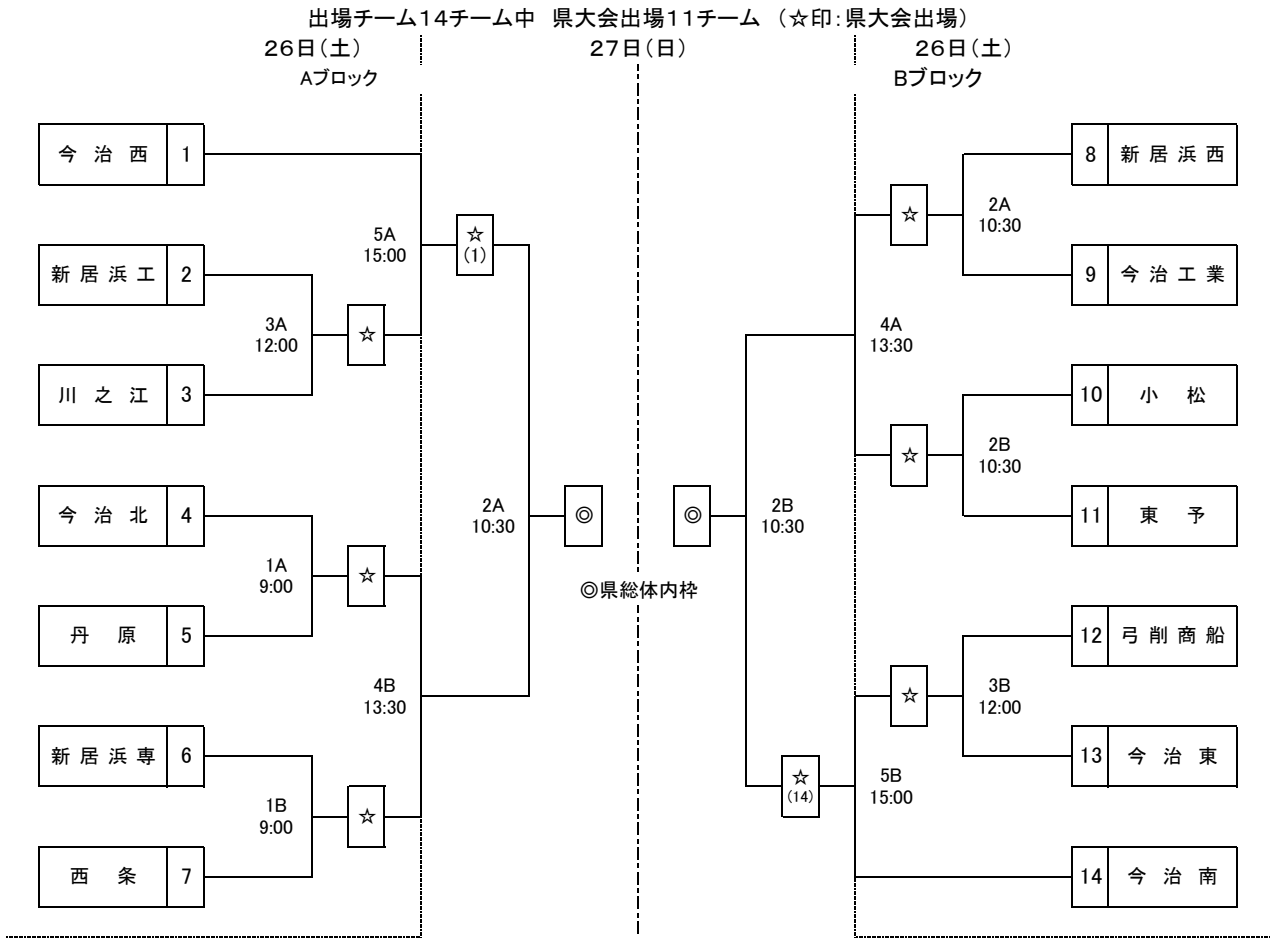 出場チーム14チーム中　県大会出場11チーム　（☆印：県大会出場）
26日（土）
27日（日）
26日（土）
Aブロック
Bブロック
今治西 1
新居浜工 2
川之江 3
今治北 4
丹原 5
新居浜専 6
西条 7
3A
12:00
☆
1A
9:00
☆
1B
9:00
☆
5A
15:00
☆
(1)
4B
13:30
2A
10:30
◎
◎
◎県総体内枠
2B
10:30
☆
(14)
4A
13:30
5B
15:00
☆
2A
10:30
☆
2B
10:30
☆
3B
12:00
8 新居浜西
9 今治工業
10 小松
11 東予
12 弓削商船
13 今治東
14 今治南